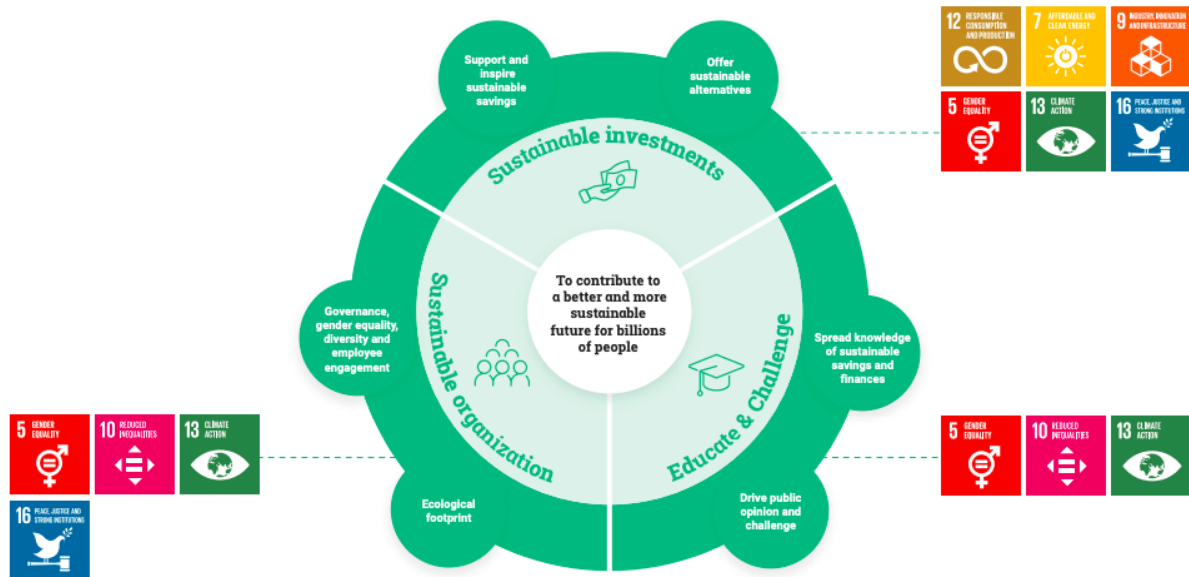 Support and
inspire
sustainable
savings
Offer
sustainable
alternatives
12 RESPONSIBLE
CONSUMPTION
AND PRODUCTION
7 AFFORDABLE AND
CLEAN ENERGY
9 INDUSTRY, INNOVATION
AND INFRASTRUCTURE
5 GENDER
EQUALITY
13 CLIMATE
ACTION
16 PEACE, JUSTICE AND
STRONG INSTITUTIONS
Sustainable investments
To contribute to
a better and more
sustainable
future for billions
of people
Governance,
gender equality,
diversity and
employee
engagement
Sustainable organization
Ecological
footprint
5 GENDER
EQUALITY
10 REDUCED
INEQUALITIES
13 CLIMATE
ACTION
16 PEACE, JUSTICE AND
STRONG INSTITUTIONS
Educate & Challenge
Spread knowledge
of sustainable
savings and
finances
Drive public
opinion and
challenge
5 GENDER
EQUALITY
10 REDUCED
INEQUALITIES
13 CLIMATE
ACTION